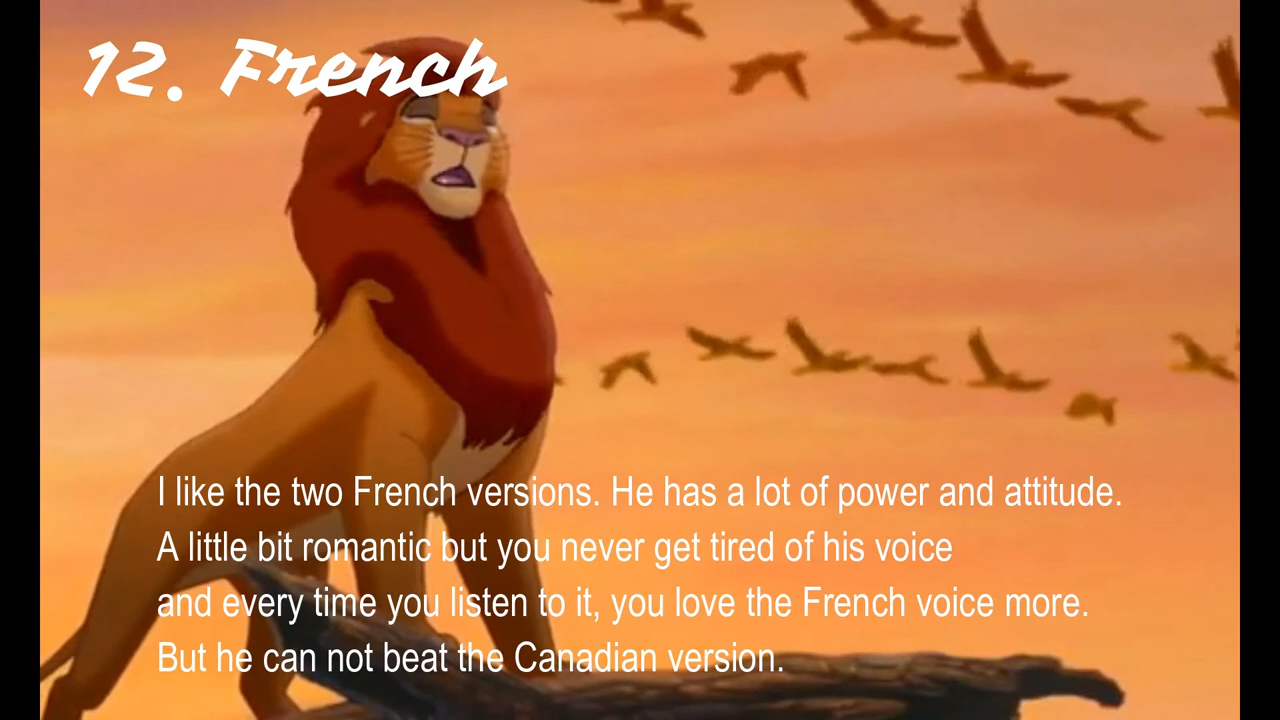 12. French
I like the two French versions. He has a lot of power and attitude.
A little bit romantic but you never get tired of his voice
and every time you listen to it, you love the French voice more.
But he can not beat the Canadian version.